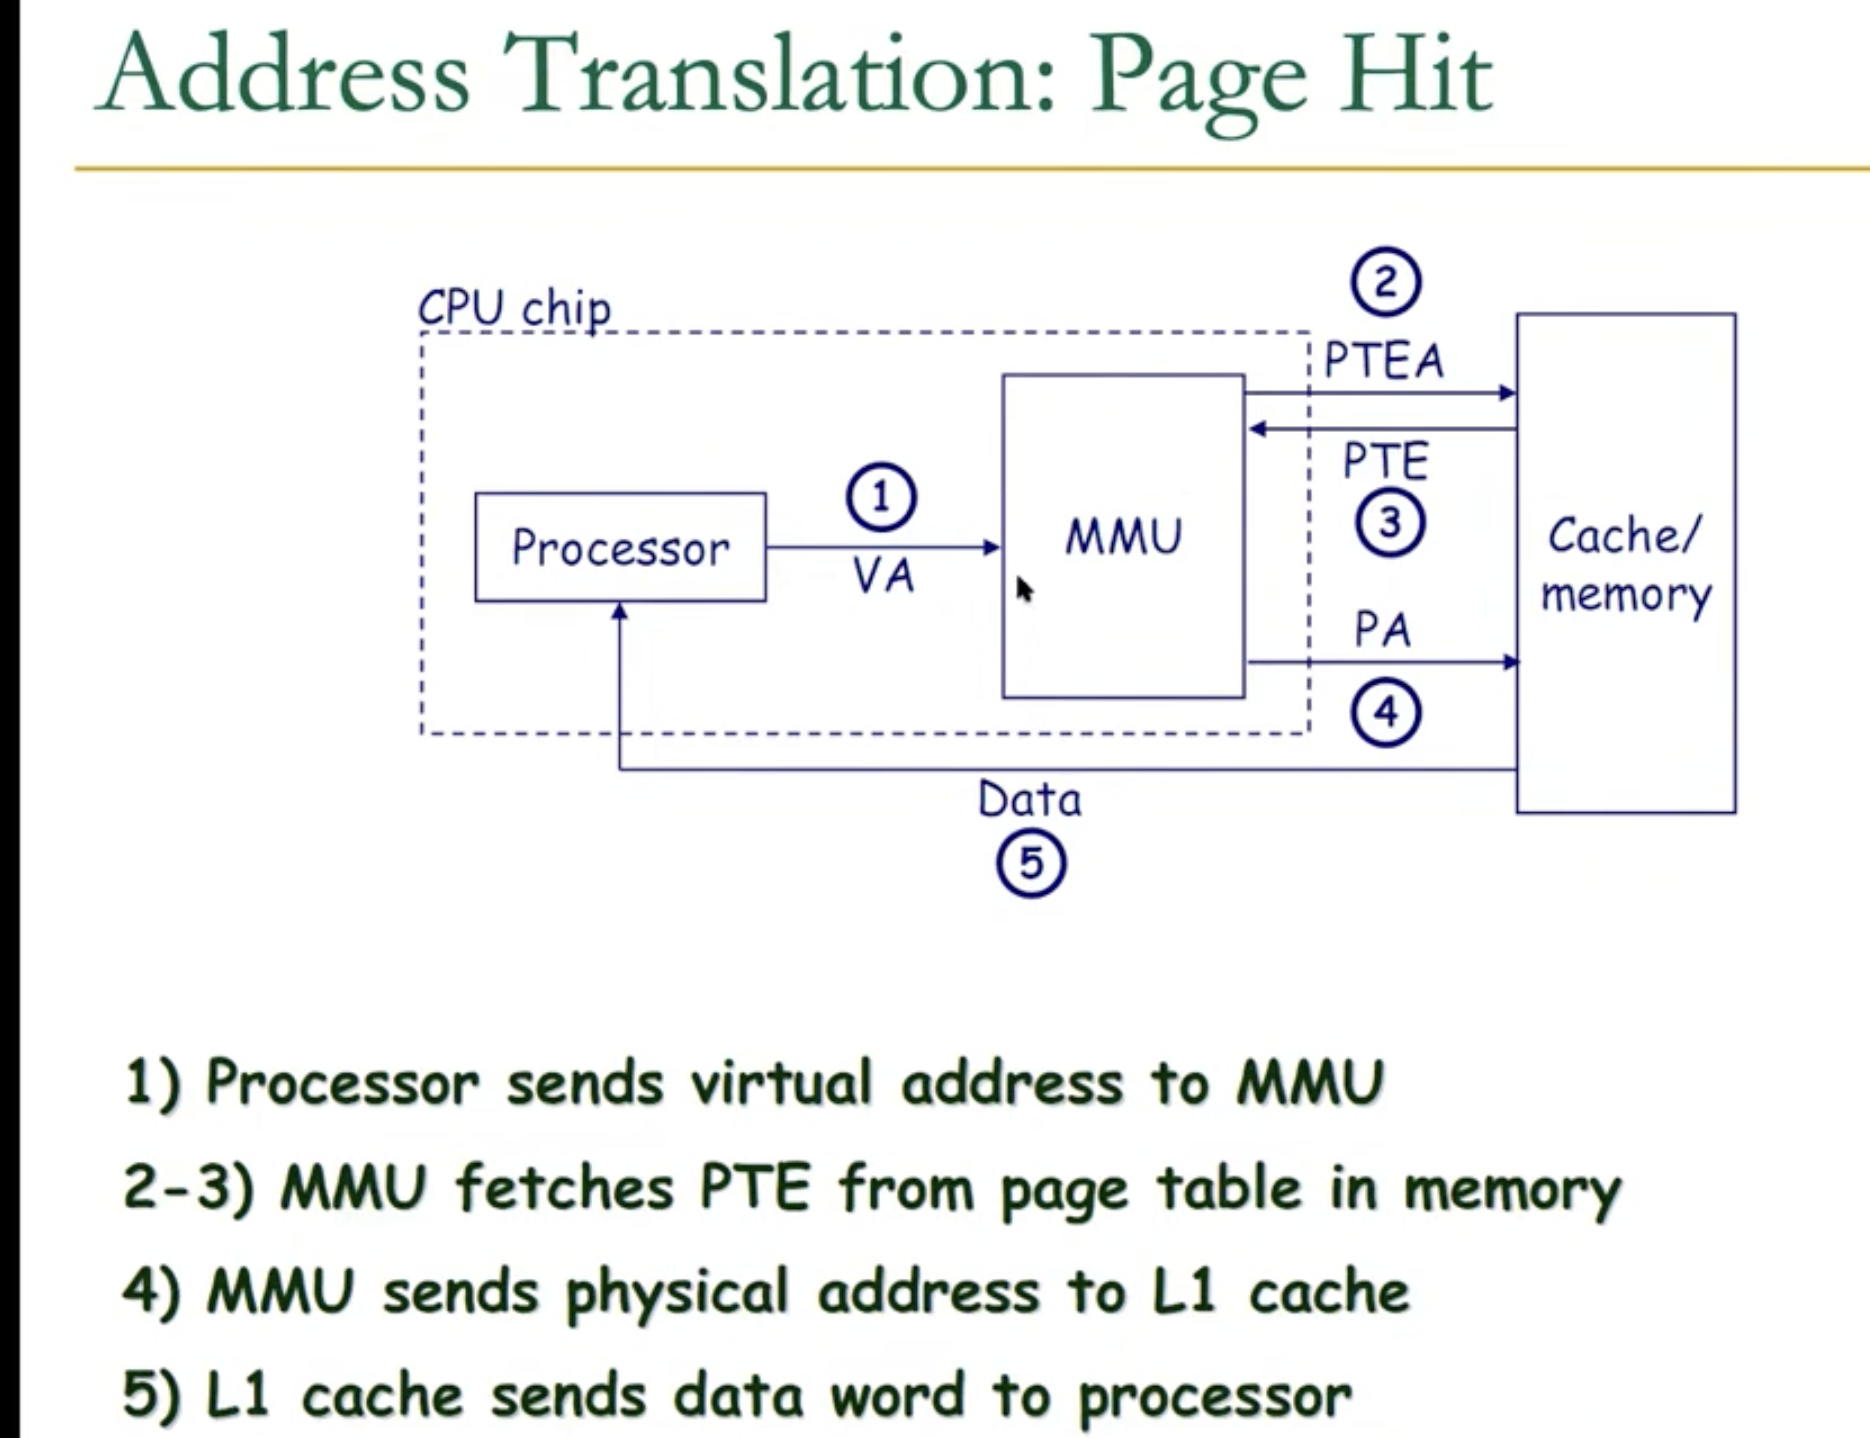 Address Translation: Page Hit
CPU chip
2
PTEA
PTE
3
1
VA
Processor
MMU
Cache/
memory
PA
4
Data
5
1) Processor sends virtual address to MMU
2-3) MMU fetches PTE from page table in memory
4) MMU sends physical address to L1 cache
5) L1 cache sends data word to processor